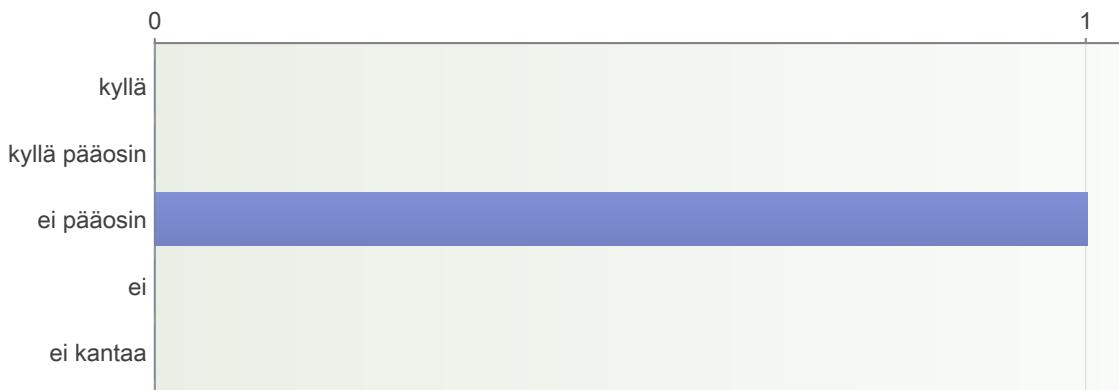 0 1
kyllä
kyllä pääosin
ei pääosin
ei
ei kantaa